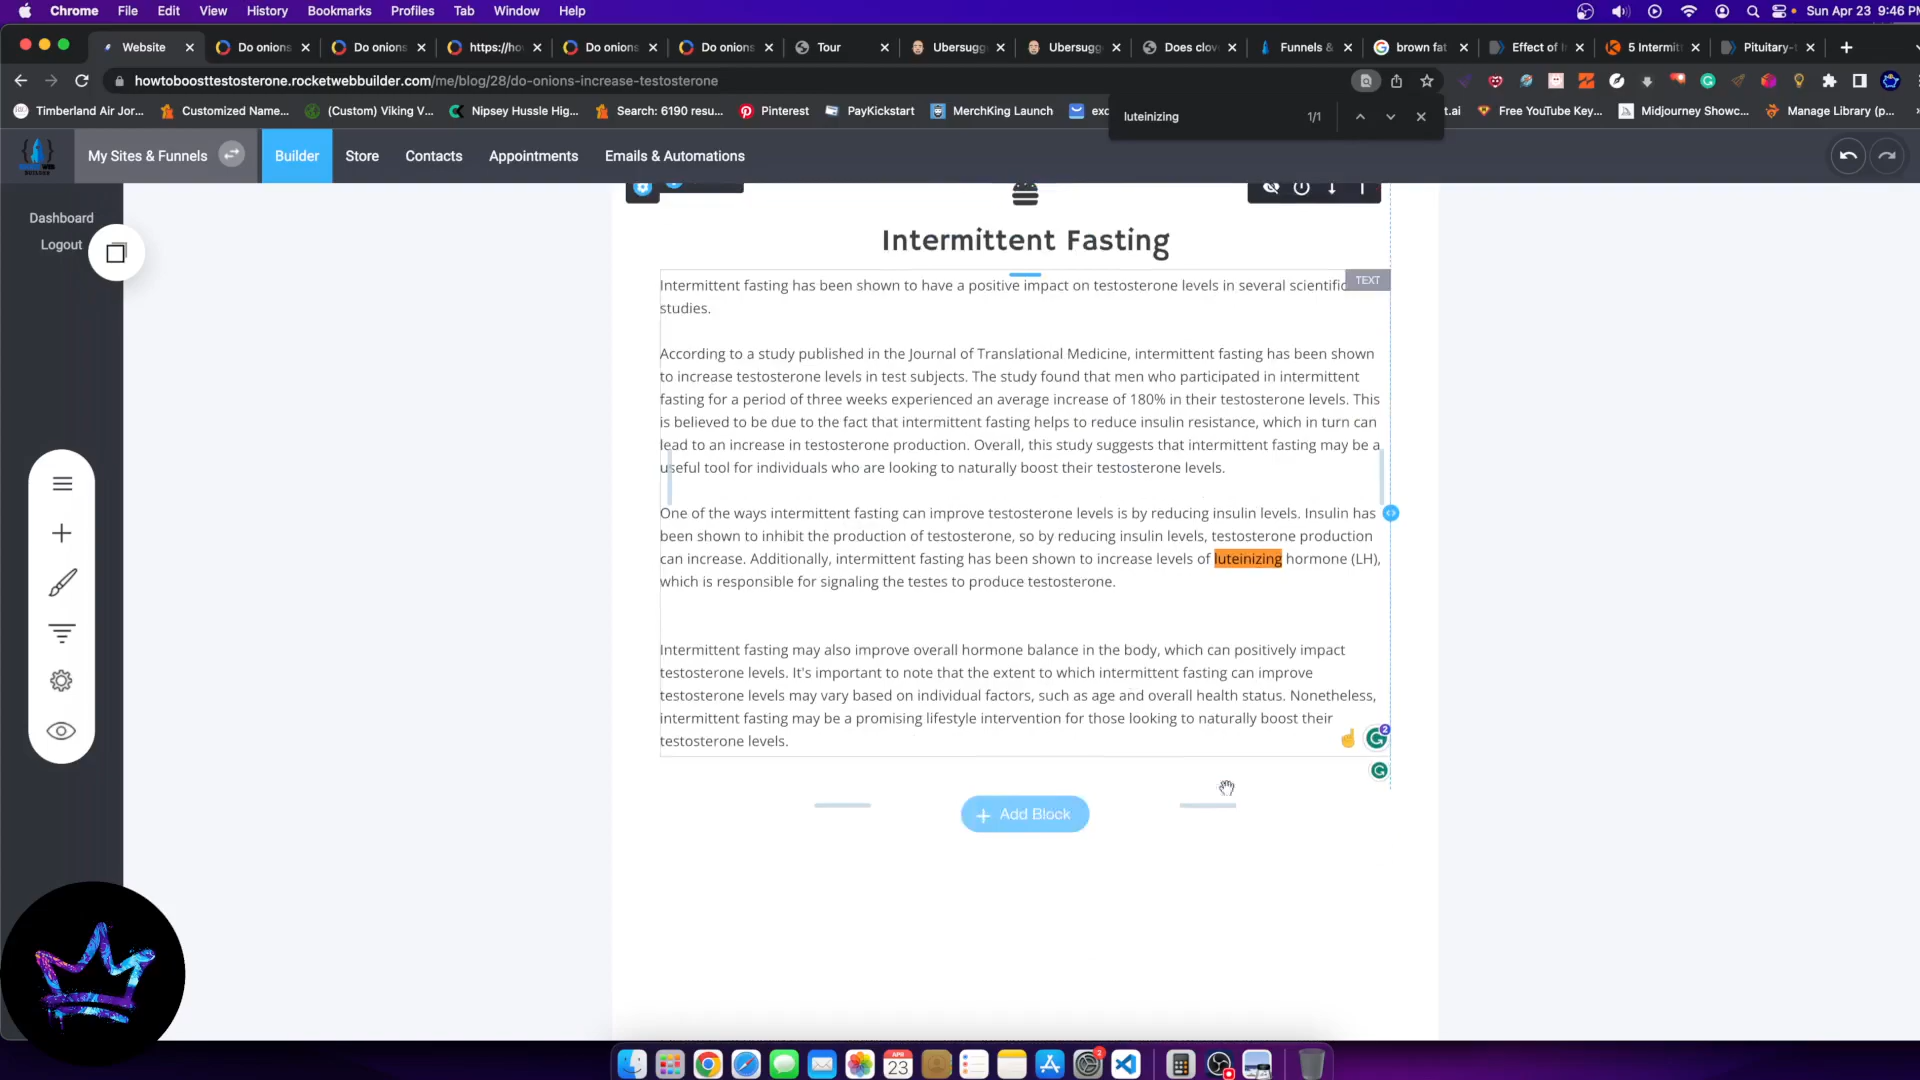 Chrome File Edit View History Bookmarks Profiles Tab Window Help Sun Apr 23 9:46 P
Website Do onions Do onions https://ho Do onions Do onions Tour Ubersugg Ubersugg Does clov Funnels & brown fat Effect of I 5 Intermit Pituitary-t
howtoboosttestosterone.rocketwebbuilder.com/me/blog/28/do-onions-increase-testosterone
Timberland Air Jor... Customized Name... (Custom) Viking V... Nipsey Hussle Hig... Search: 6190 resu... Pinterest PayKickstart MerchKing Launch exc t.ai Free YouTube Key... Midjourney Showc... Manage Library (p...
luteinizing 1/1
My Sites & Funnels Builder Store Contacts Appointments Emails & Automations
Dashboard
Logout
Intermittent Fasting
TEXT
Intermittent fasting has been shown to have a positive impact on testosterone levels in several scientific
studies.
According to a study published in the Journal of Translational Medicine, intermittent fasting has been shown
to increase testosterone levels in test subjects. The study found that men who participated in intermittent
fasting for a period of three weeks experienced an average increase of 180% in their testosterone levels. This
is believed to be due to the fact that intermittent fasting helps to reduce insulin resistance, which in turn can
lead to an increase in testosterone production. Overall, this study suggests that intermittent fasting may be a
useful tool for individuals who are looking to naturally boost their testosterone levels.
One of the ways intermittent fasting can improve testosterone levels is by reducing insulin levels. Insulin has
been shown to inhibit the production of testosterone, so by reducing insulin levels, testosterone production
can increase. Additionally, intermittent fasting has been shown to increase levels of luteinizing hormone (LH),
which is responsible for signaling the testes to produce testosterone.
Intermittent fasting may also improve overall hormone balance in the body, which can positively impact
testosterone levels. It's important to note that the extent to which intermittent fasting can improve
testosterone levels may vary based on individual factors, such as age and overall health status. Nonetheless,
intermittent fasting may be a promising lifestyle intervention for those looking to naturally boost their
testosterone levels.
2
+ Add Block
APR
23
2